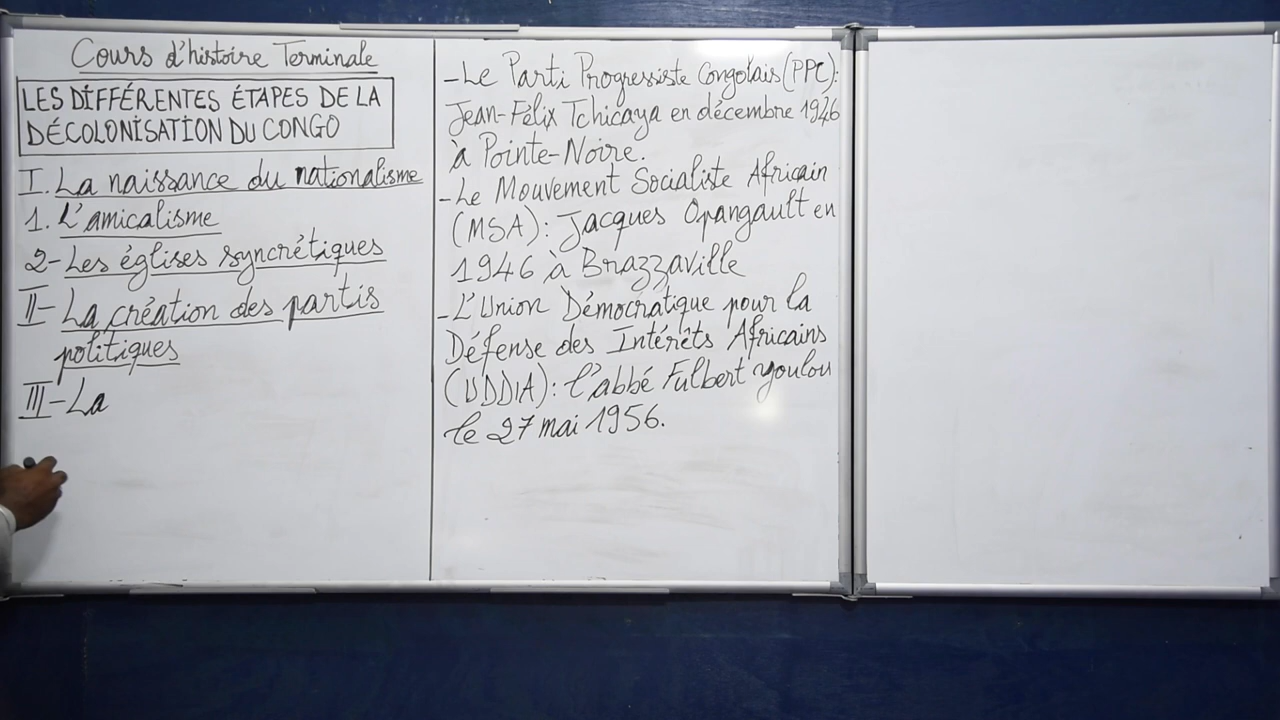 Cours d'histoire Terminale
LES DIFFÉRENTES ÉTAPES DE LA
DÉCOLONISATION DU CONGO
I. La naissance du nationalisme
1. L'amicalisme
2- Les églises syncrétiques
II- La création des partis
politiques
III- La
- Le Parti Progressiste Congolais (PPC):
Jean-Félix Tchicaya en décembre 1946
à Pointe-Noire.
- Le Mouvement Socialiste Africain
(MSA): Jacques Opangault en
1946 à Brazzaville
- L'Union Démocratique pour la
Défense des Intérêts Africains
(UDDIA): l'abbé Fulbert youlou
le 27 mai 1956.